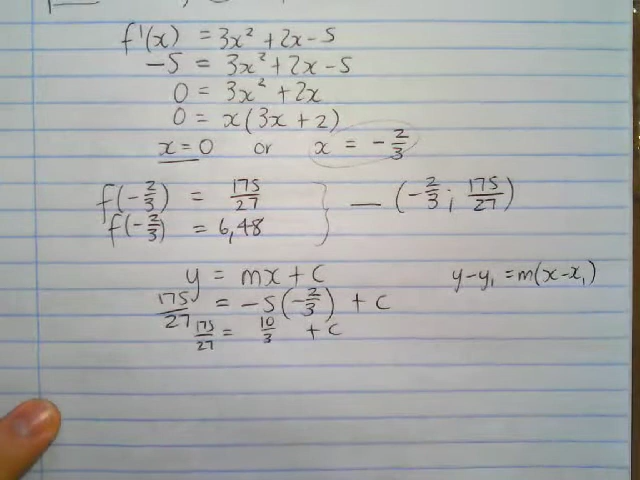 f'(x) = 3x² + 2x - 5
-5 = 3x² + 2x - 5
0 = 3x² + 2x
0 = x(3x + 2)
x = 0 or x = -2/3
f(-2/3) = 175/27
f(-2/3) = 6,48
— (-2/3 ; 175/27)
y = mx + c
y - y₁ = m(x - x₁)
175/27 = -5(-2/3) + c
175/27 = 10/3 + c